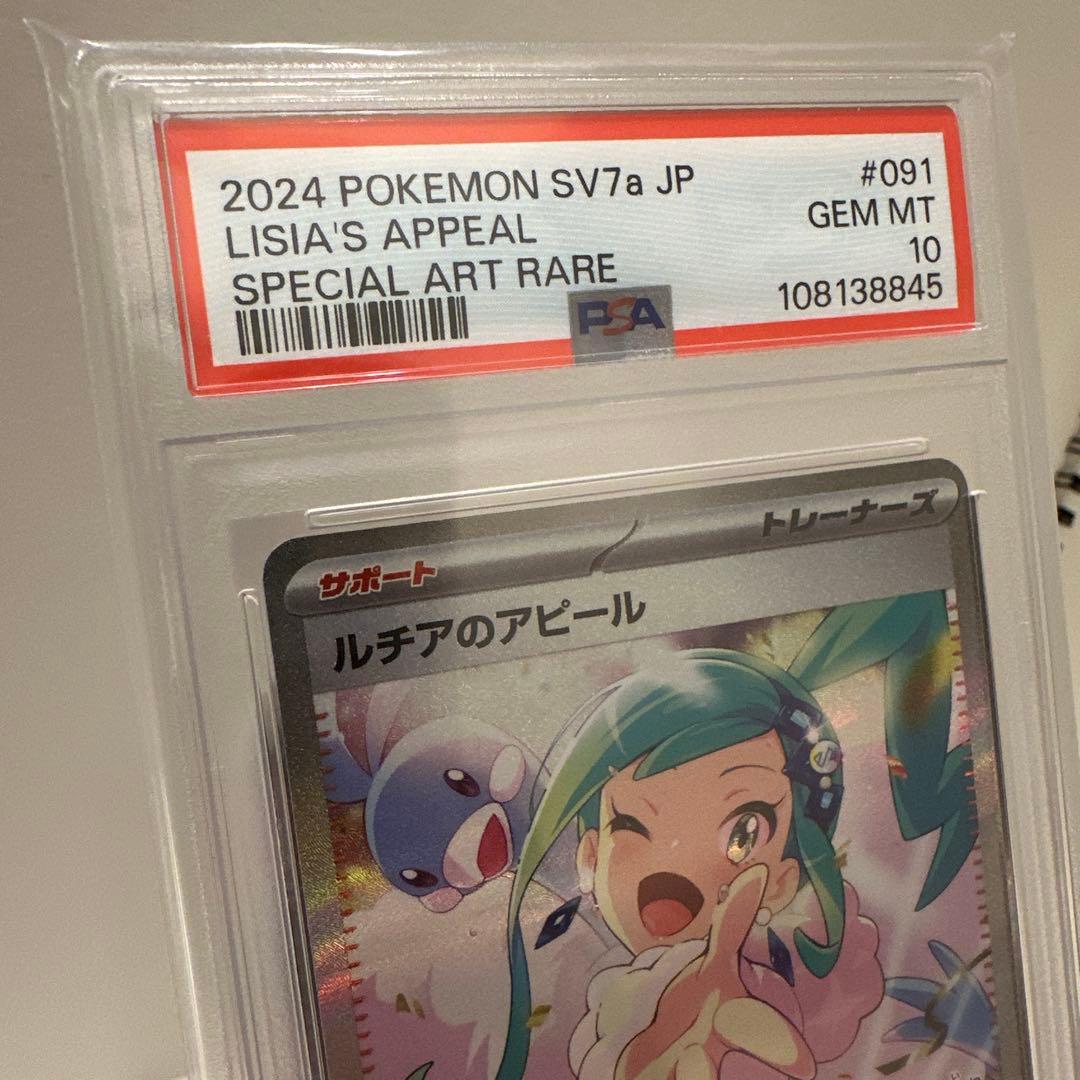 2024 POKEMON SV7a JP #091
LISIA'S APPEAL GEM MT
SPECIAL ART RARE 10
108138845
PSA
サポート トレーナーズ
ルチアのアピール